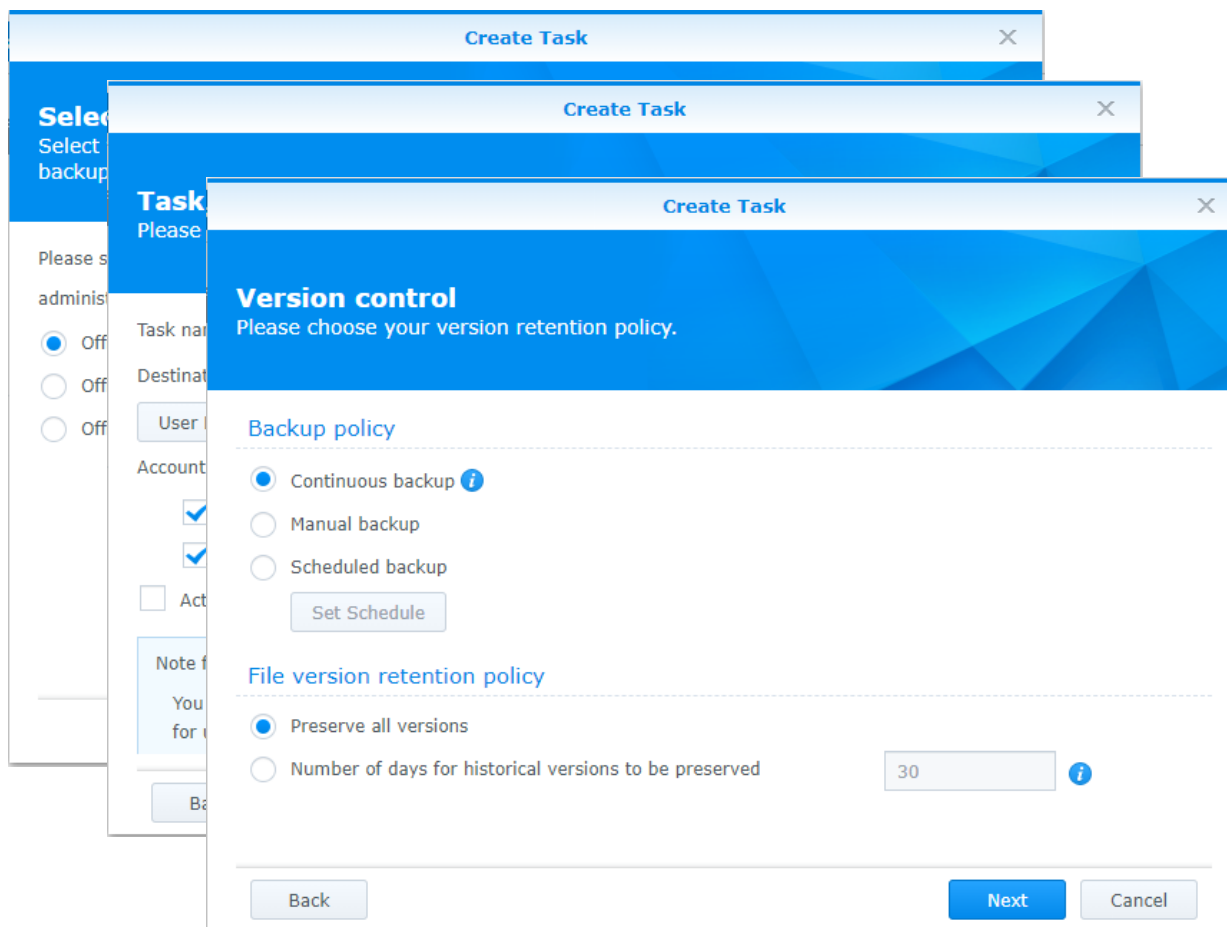 Create Task
Select
backup
Please
administ
Off
Off
Off
Create Task
Task
Please
Task nam
Destinat
User
Account
Act
Note f
You
for
Ba
Create Task
Version control
Please choose your version retention policy.
Backup policy
Continuous backup
Manual backup
Scheduled backup
Set Schedule
File version retention policy
Preserve all versions
Number of days for historical versions to be preserved 30
Back Next Cancel